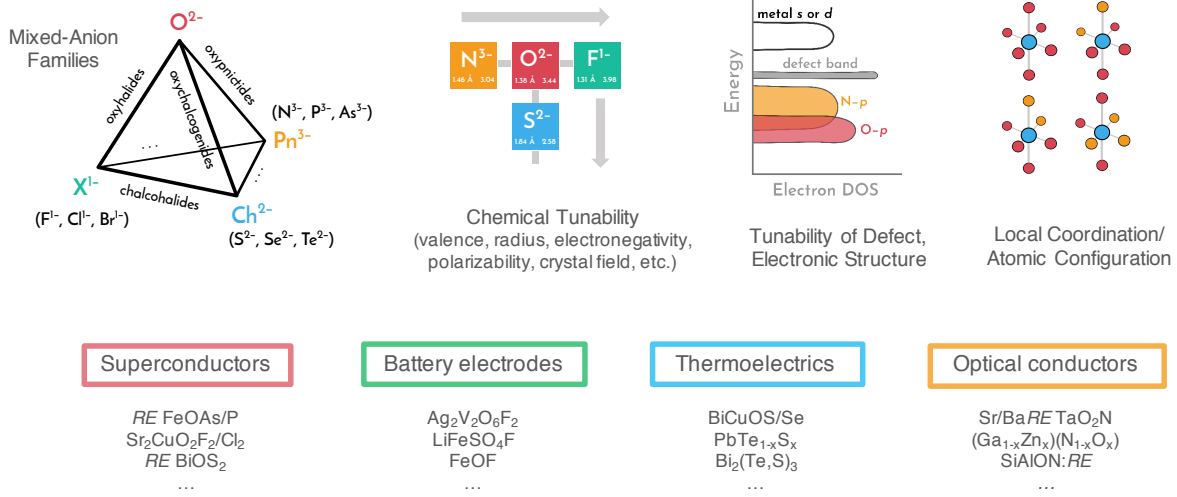 Mixed-Anion
Families
O²⁻
oxyhalides
oxychalcogenides
oxypnictides
(N³⁻, P³⁻, As³⁻)
Pn³⁻
...
...
X¹⁻
chalcohalides
(F¹⁻, Cl¹⁻, Br¹⁻)
Ch²⁻
(S²⁻, Se²⁻, Te²⁻)
N³⁻
1.46 Å 3.04
O²⁻
1.38 Å 3.44
F¹⁻
1.31 Å 3.98
S²⁻
1.84 Å 2.58
Chemical Tunability
(valence, radius, electronegativity,
polarizability, crystal field, etc.)
Energy
metal s or d
defect band
N-p
O-p
Electron DOS
Tunability of Defect,
Electronic Structure
Local Coordination/
Atomic Configuration
Superconductors
RE FeOAs/P
Sr₂CuO₂F₂/Cl₂
RE BiOS₂
...
Battery electrodes
Ag₂V₂O₆F₂
LiFeSO₄F
FeOF
...
Thermoelectrics
BiCuOS/Se
PbTe₁₋ₓSₓ
Bi₂(Te,S)₃
...
Optical conductors
Sr/BaRE TaO₂N
(Ga₁₋ₓZnₓ)(N₁₋ₓOₓ)
SiAlON:RE
...